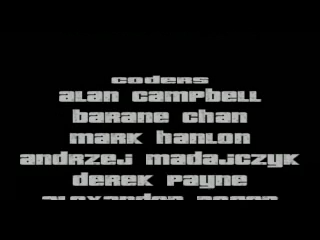 coders
alan campbell
barane chan
mark hanlon
andrzej madajczyk
derek payne